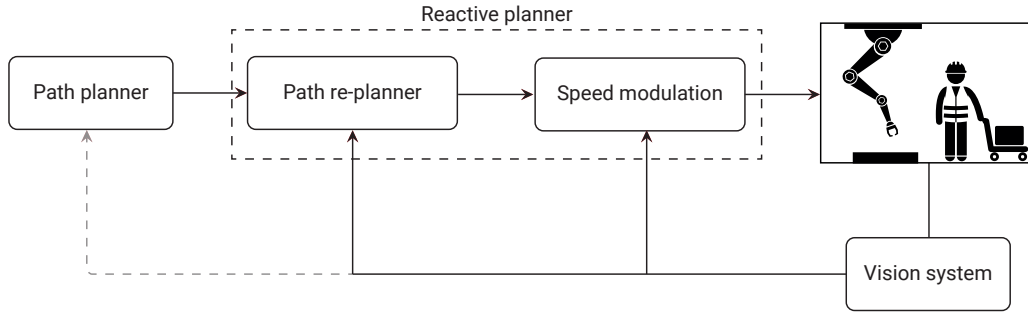 Reactive planner
Path planner
Path re-planner
Speed modulation
Vision system